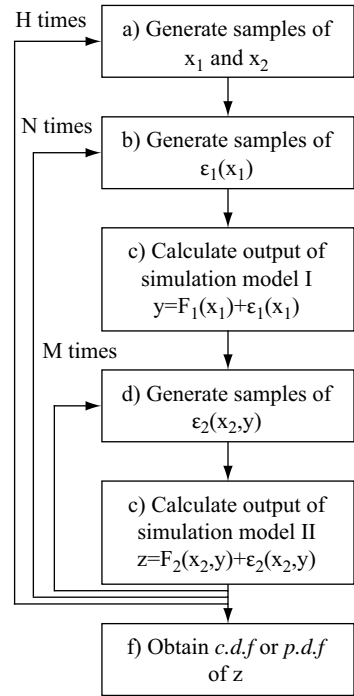 H times
a) Generate samples of
x₁ and x₂
N times
b) Generate samples of
ε₁(x₁)
c) Calculate output of
simulation model I
y=F₁(x₁)+ε₁(x₁)
M times
d) Generate samples of
ε₂(x₂,y)
c) Calculate output of
simulation model II
z=F₂(x₂,y)+ε₂(x₂,y)
f) Obtain c.d.f or p.d.f
of z